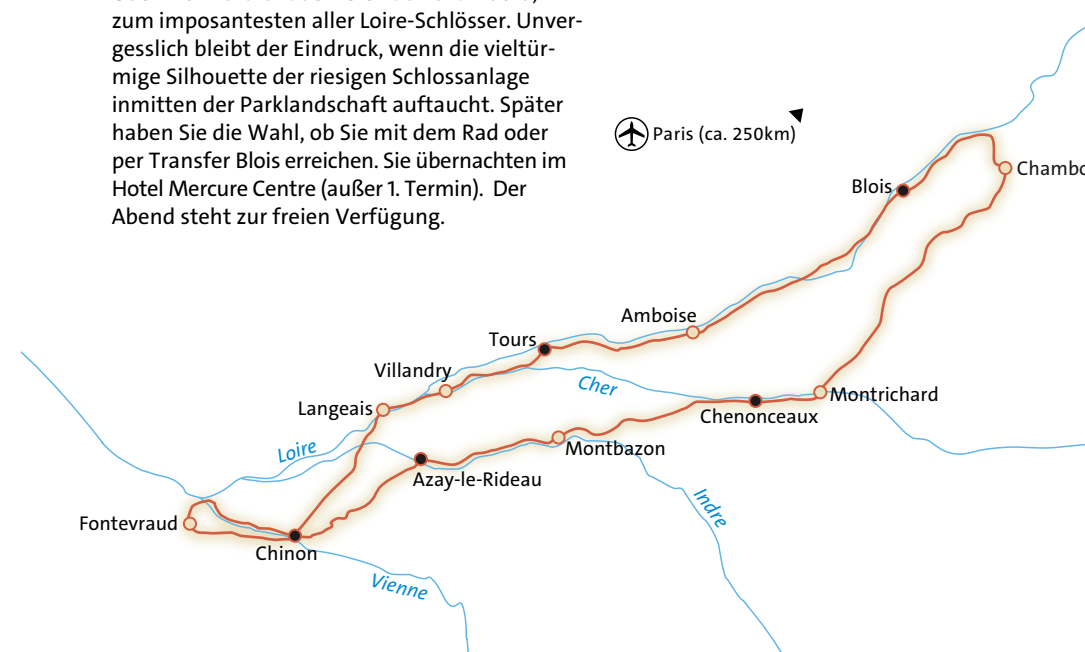 zum imposantesten aller Loire-Schlösser. Unver-
gesslich bleibt der Eindruck, wenn die vieltür-
mige Silhouette der riesigen Schlossanlage
inmitten der Parklandschaft auftaucht. Später
haben Sie die Wahl, ob Sie mit dem Rad oder
per Transfer Blois erreichen. Sie übernachten im
Hotel Mercure Centre (außer 1. Termin). Der
Abend steht zur freien Verfügung.
Paris (ca. 250km)
Chambo
Blois
Amboise
Tours
Villandry
Cher
Montrichard
Langeais
Chenonceaux
Loire
Montbazon
Azay-le-Rideau
Indre
Fontevraud
Chinon
Vienne